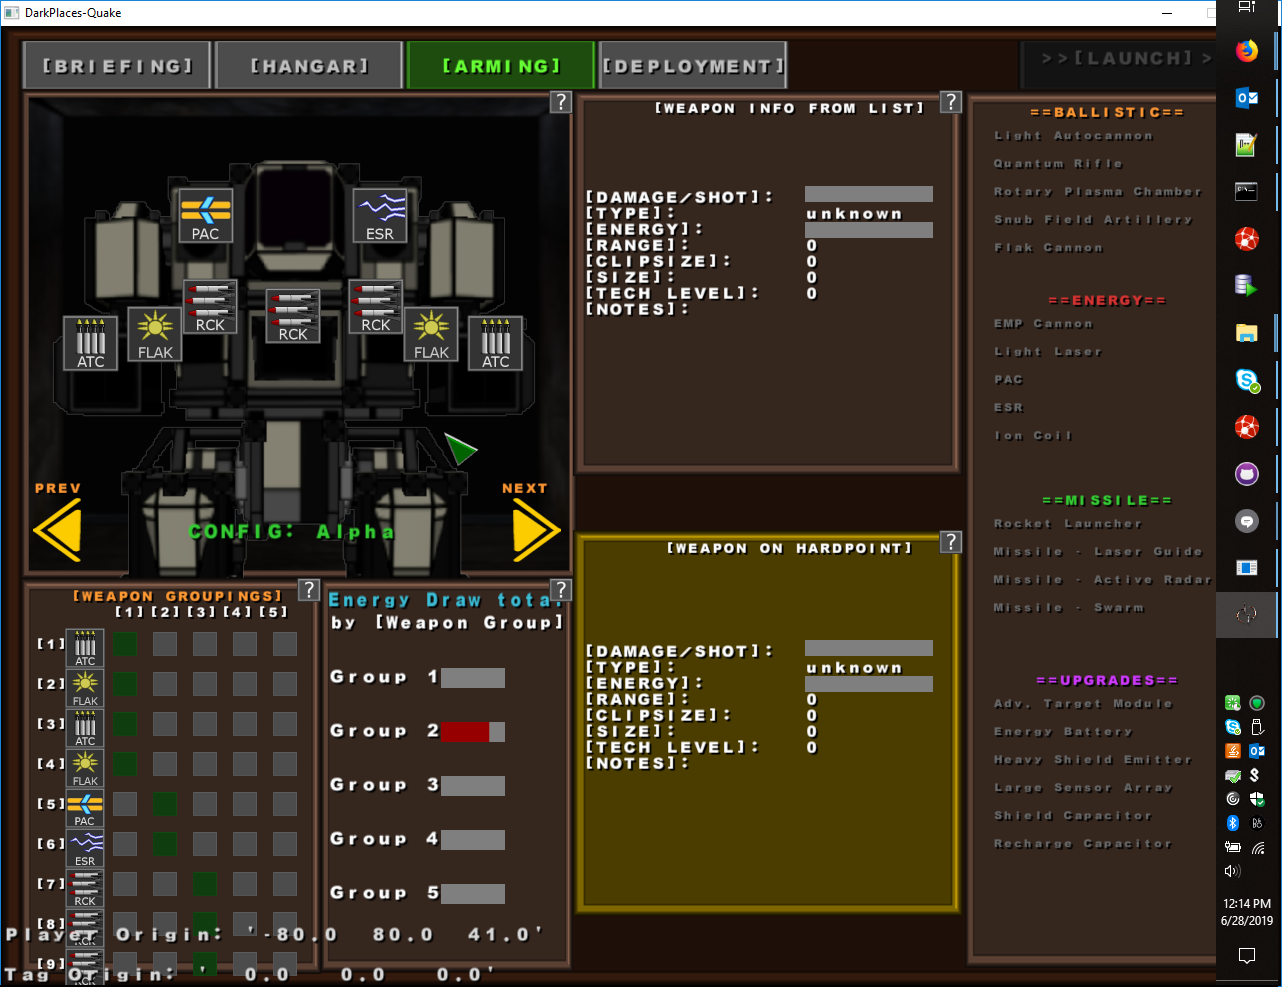 DarkPlaces-Quake
[BRIEFING]
[HANGAR]
[ARMING]
[DEPLOYMENT]
>>[LAUNCH] >
?
PAC
ESR
RCK
RCK
RCK
FLAK
FLAK
ATC
ATC
PREV
NEXT
CONFIG: Alpha
?
[WEAPON INFO FROM LIST]
[DAMAGE/SHOT]:
[TYPE]: unknown
[ENERGY]:
[RANGE]: 0
[CLIPSIZE]: 0
[SIZE]: 0
[TECH LEVEL]: 0
[NOTES]:
?
[WEAPON ON HARDPOINT]
[DAMAGE/SHOT]:
[TYPE]: unknown
[ENERGY]:
[RANGE]: 0
[CLIPSIZE]: 0
[SIZE]: 0
[TECH LEVEL]: 0
[NOTES]:
==BALLISTIC==
Light Autocannon
Quantum Rifle
Rotary Plasma Chamber
Snub Field Artillery
Flak Cannon
==ENERGY==
EMP Cannon
Light Laser
PAC
ESR
Ion Coil
==MISSILE==
Rocket Launcher
Missile - Laser Guide
Missile - Active Radar
Missile - Swarm
==UPGRADES==
Adv. Target Module
Energy Battery
Heavy Shield Emitter
Large Sensor Array
Shield Capacitor
Recharge Capacitor
?
[WEAPON GROUPINGS]
[1][2][3][4][5]
[1] ATC
[2] FLAK
[3] ATC
[4] FLAK
[5] PAC
[6] ESR
[7] RCK
[8] RCK
[9]
?
Energy Draw total
by [Weapon Group]
Group 1
Group 2
Group 3
Group 4
Group 5
Player Origin: '-80.0 80.0 41.0'
Tag Origin: ' 0.0 0.0 0.0'
12:14 PM
6/28/2019